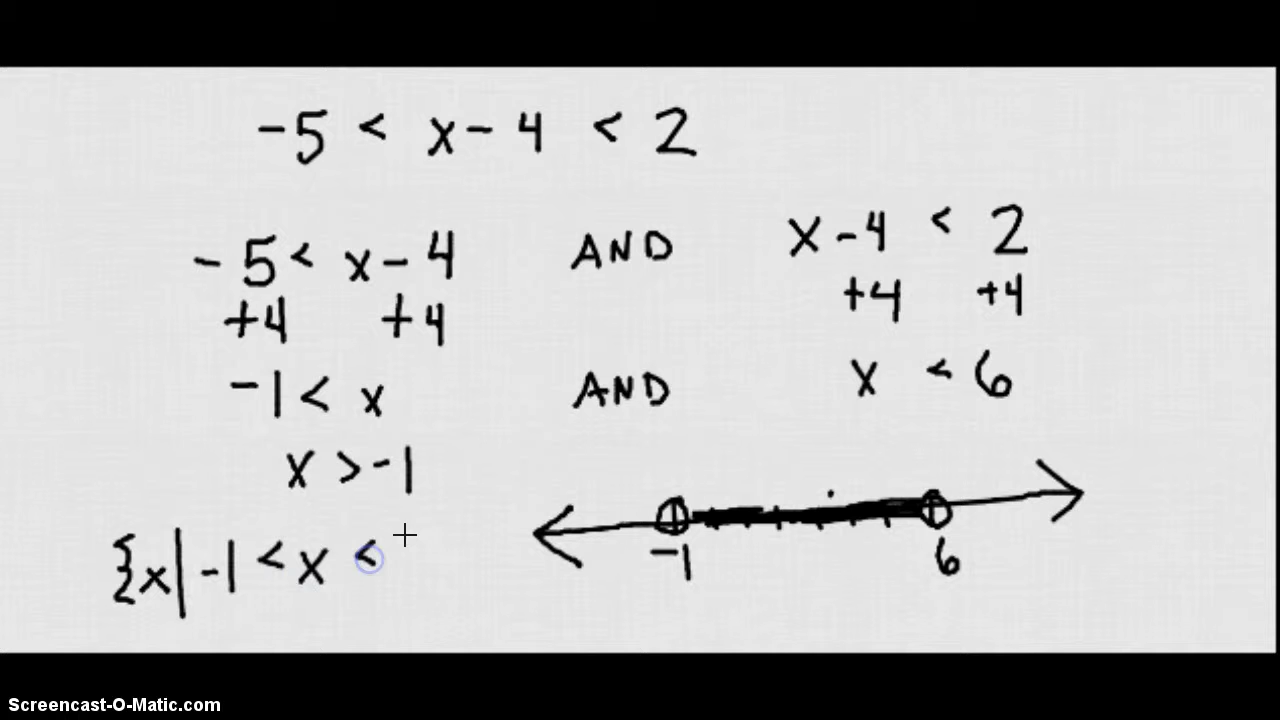 -5 < x - 4 < 2
-5 < x - 4 AND x - 4 < 2
+4 +4 +4 +4
-1 < x AND x < 6
x > -1
-1 6
{x | -1 < x <
Screencast-O-Matic.com